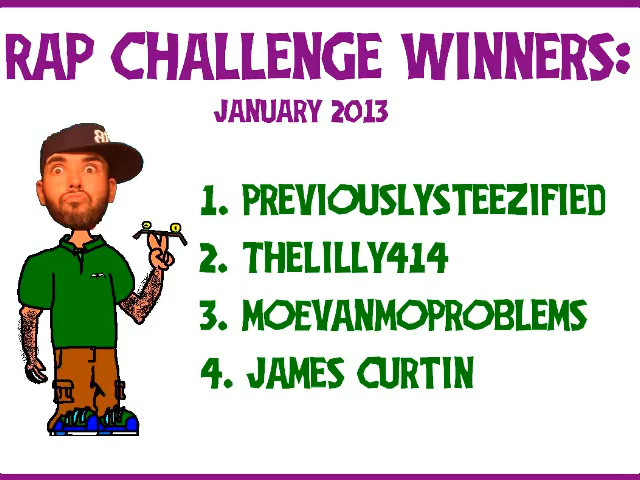 RAP CHALLENGE WINNERS:
JANUARY 2013
1. PREVIOUSLYSTEEZIFIED
2. THELILLY414
3. MOEVANMOPROBLEMS
4. JAMES CURTIN